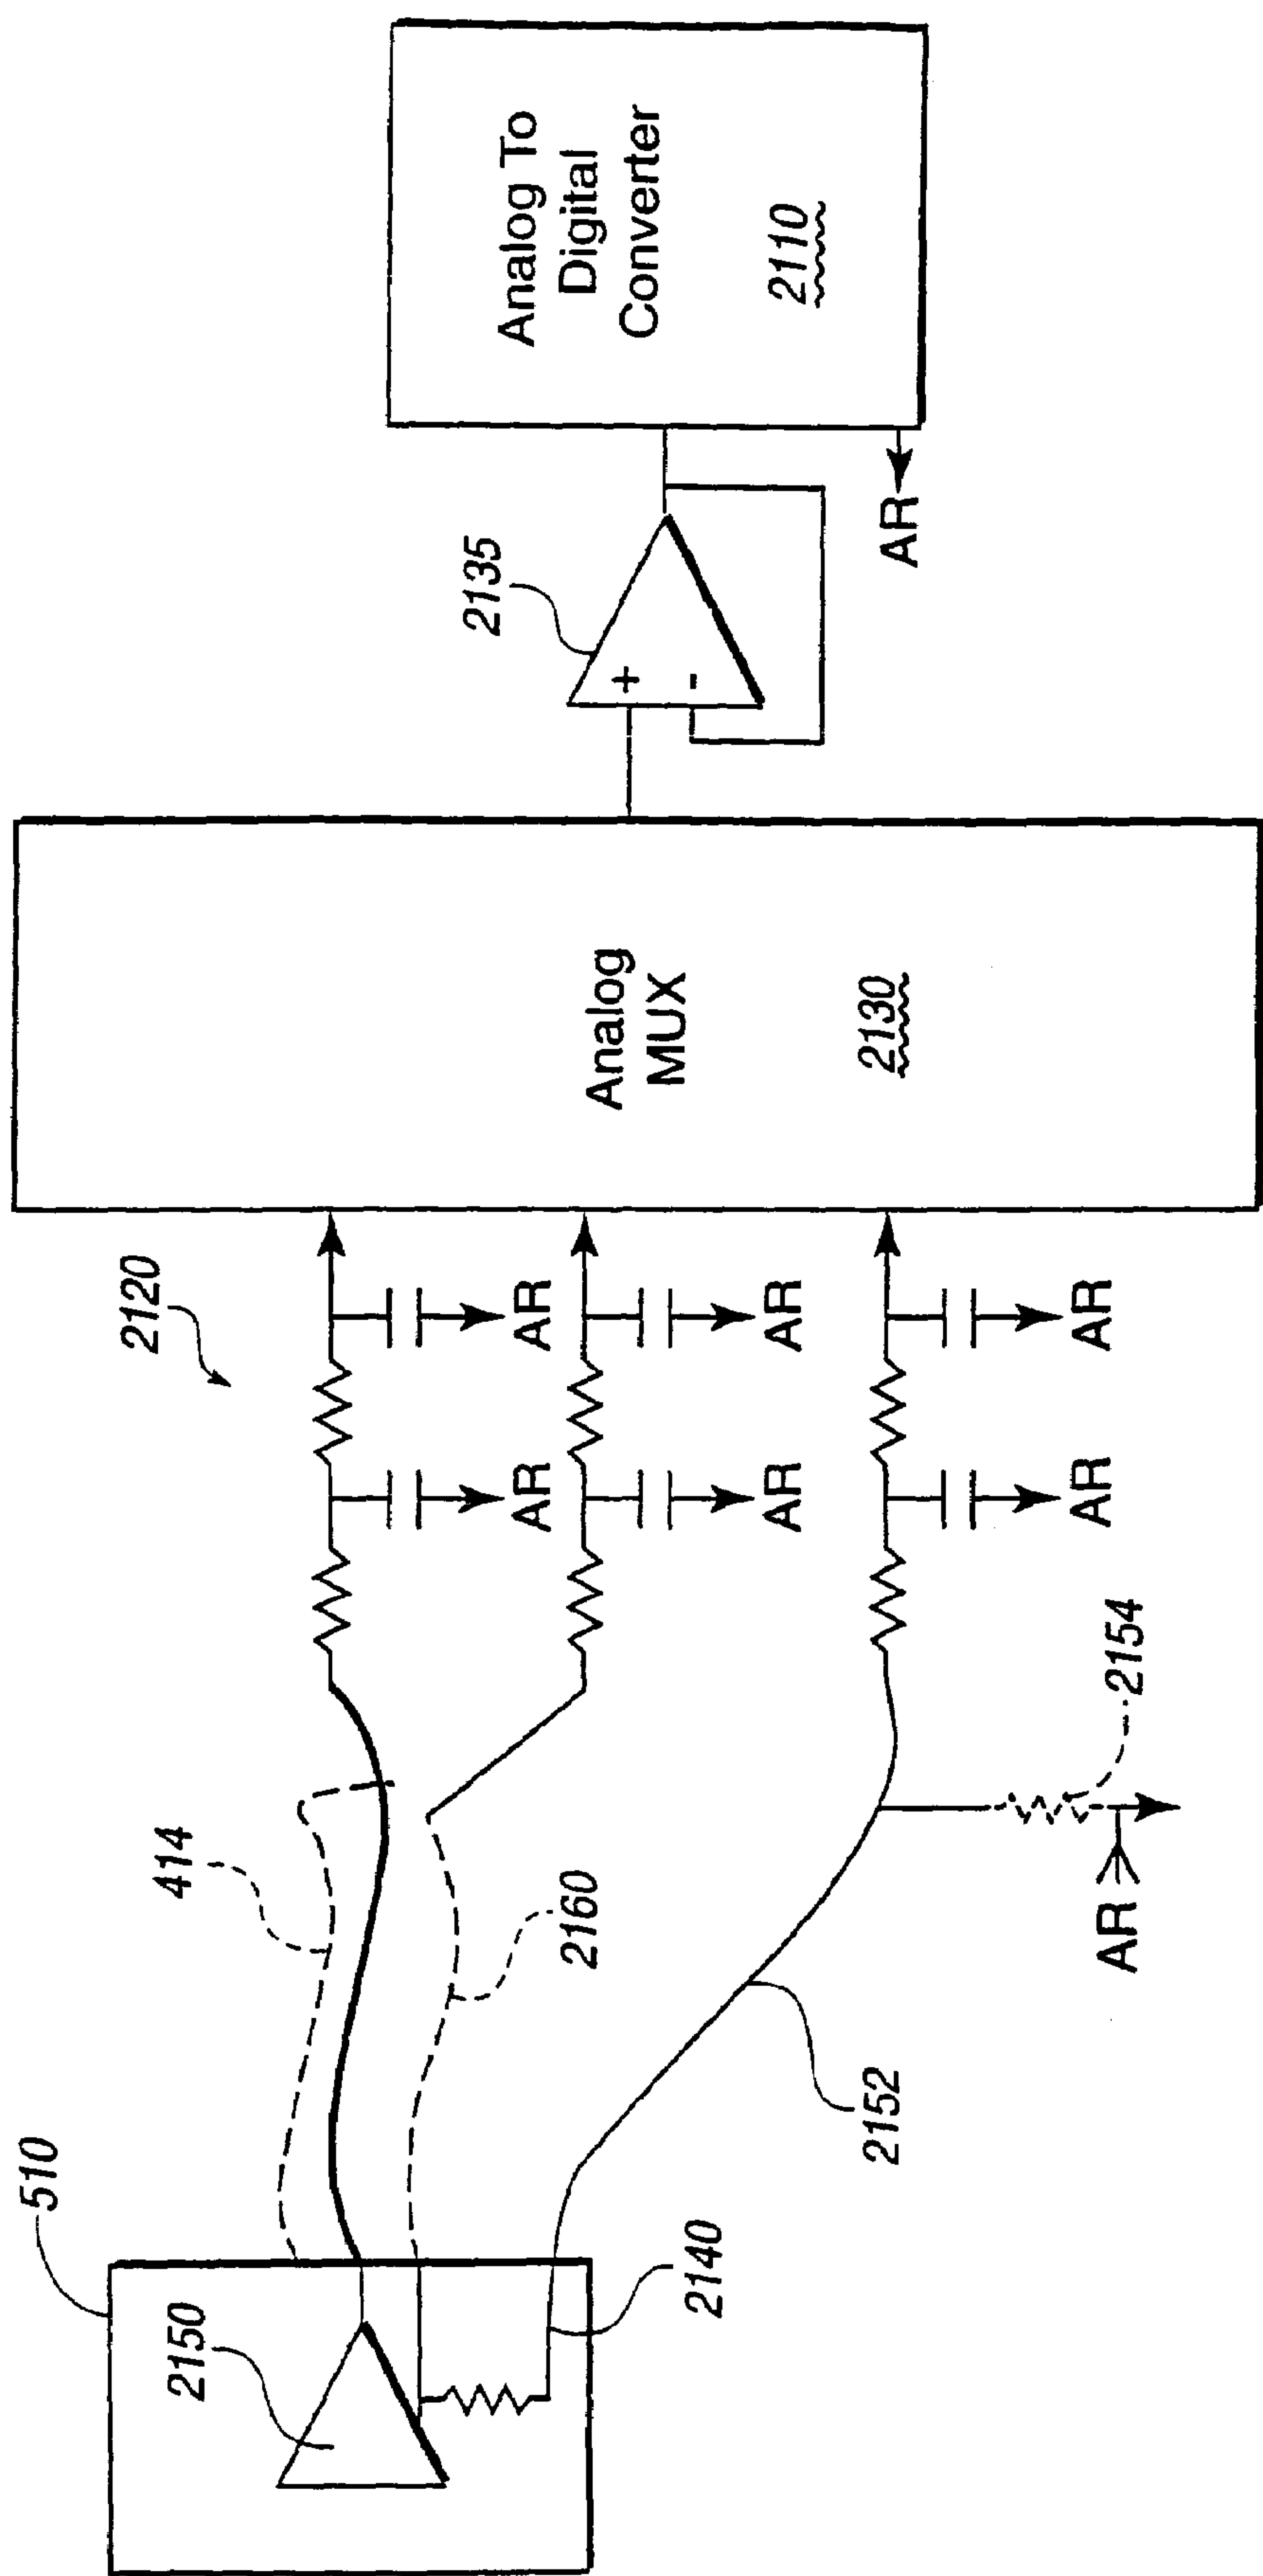 510
2150
414
2160
2140
2152
2154
AR
2120
AR
AR
AR
AR
AR
AR
Analog
MUX
2130
2135
+
-
AR
Analog To
Digital
Converter
2110